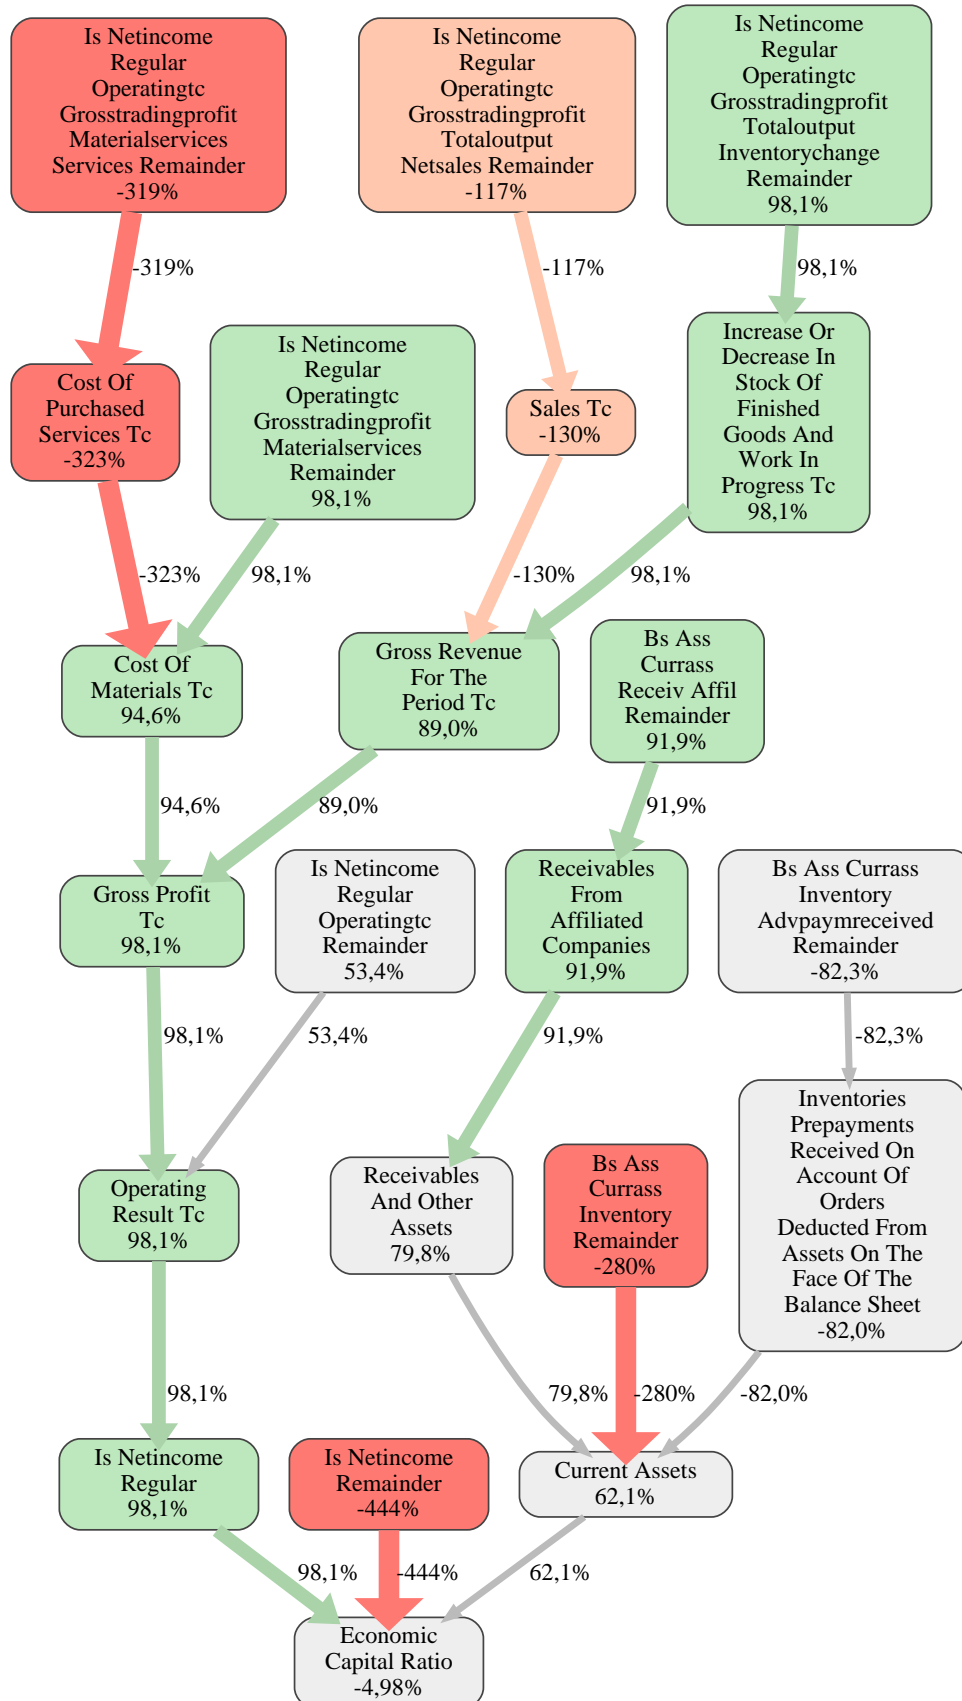 Is Netincome
Regular
Operatingtc
Grosstradingprofit
Materialservices
Services Remainder
-319%
Is Netincome
Regular
Operatingtc
Grosstradingprofit
Totaloutput
Netsales Remainder
-117%
Is Netincome
Regular
Operatingtc
Grosstradingprofit
Totaloutput
Inventorychange
Remainder
98,1%
-319%
-117%
98,1%
Cost Of
Purchased
Services Tc
-323%
Is Netincome
Regular
Operatingtc
Grosstradingprofit
Materialservices
Remainder
98,1%
Sales Tc
-130%
Increase Or
Decrease In
Stock Of
Finished
Goods And
Work In
Progress Tc
98,1%
-323%
98,1%
-130%
98,1%
Cost Of
Materials Tc
94,6%
Gross Revenue
For The
Period Tc
89,0%
Bs Ass
Currass
Receiv Affil
Remainder
91,9%
94,6%
89,0%
91,9%
Gross Profit
Tc
98,1%
Is Netincome
Regular
Operatingtc
Remainder
53,4%
Receivables
From
Affiliated
Companies
91,9%
Bs Ass Currass
Inventory
Advpaymreceived
Remainder
-82,3%
98,1%
53,4%
91,9%
-82,3%
Operating
Result Tc
98,1%
Receivables
And Other
Assets
79,8%
Bs Ass
Currass
Inventory
Remainder
-280%
Inventories
Prepayments
Received On
Account Of
Orders
Deducted From
Assets On The
Face Of The
Balance Sheet
-82,0%
98,1%
79,8%
-280%
-82,0%
Is Netincome
Regular
98,1%
Is Netincome
Remainder
-444%
Current Assets
62,1%
98,1%
-444%
62,1%
Economic
Capital Ratio
-4,98%